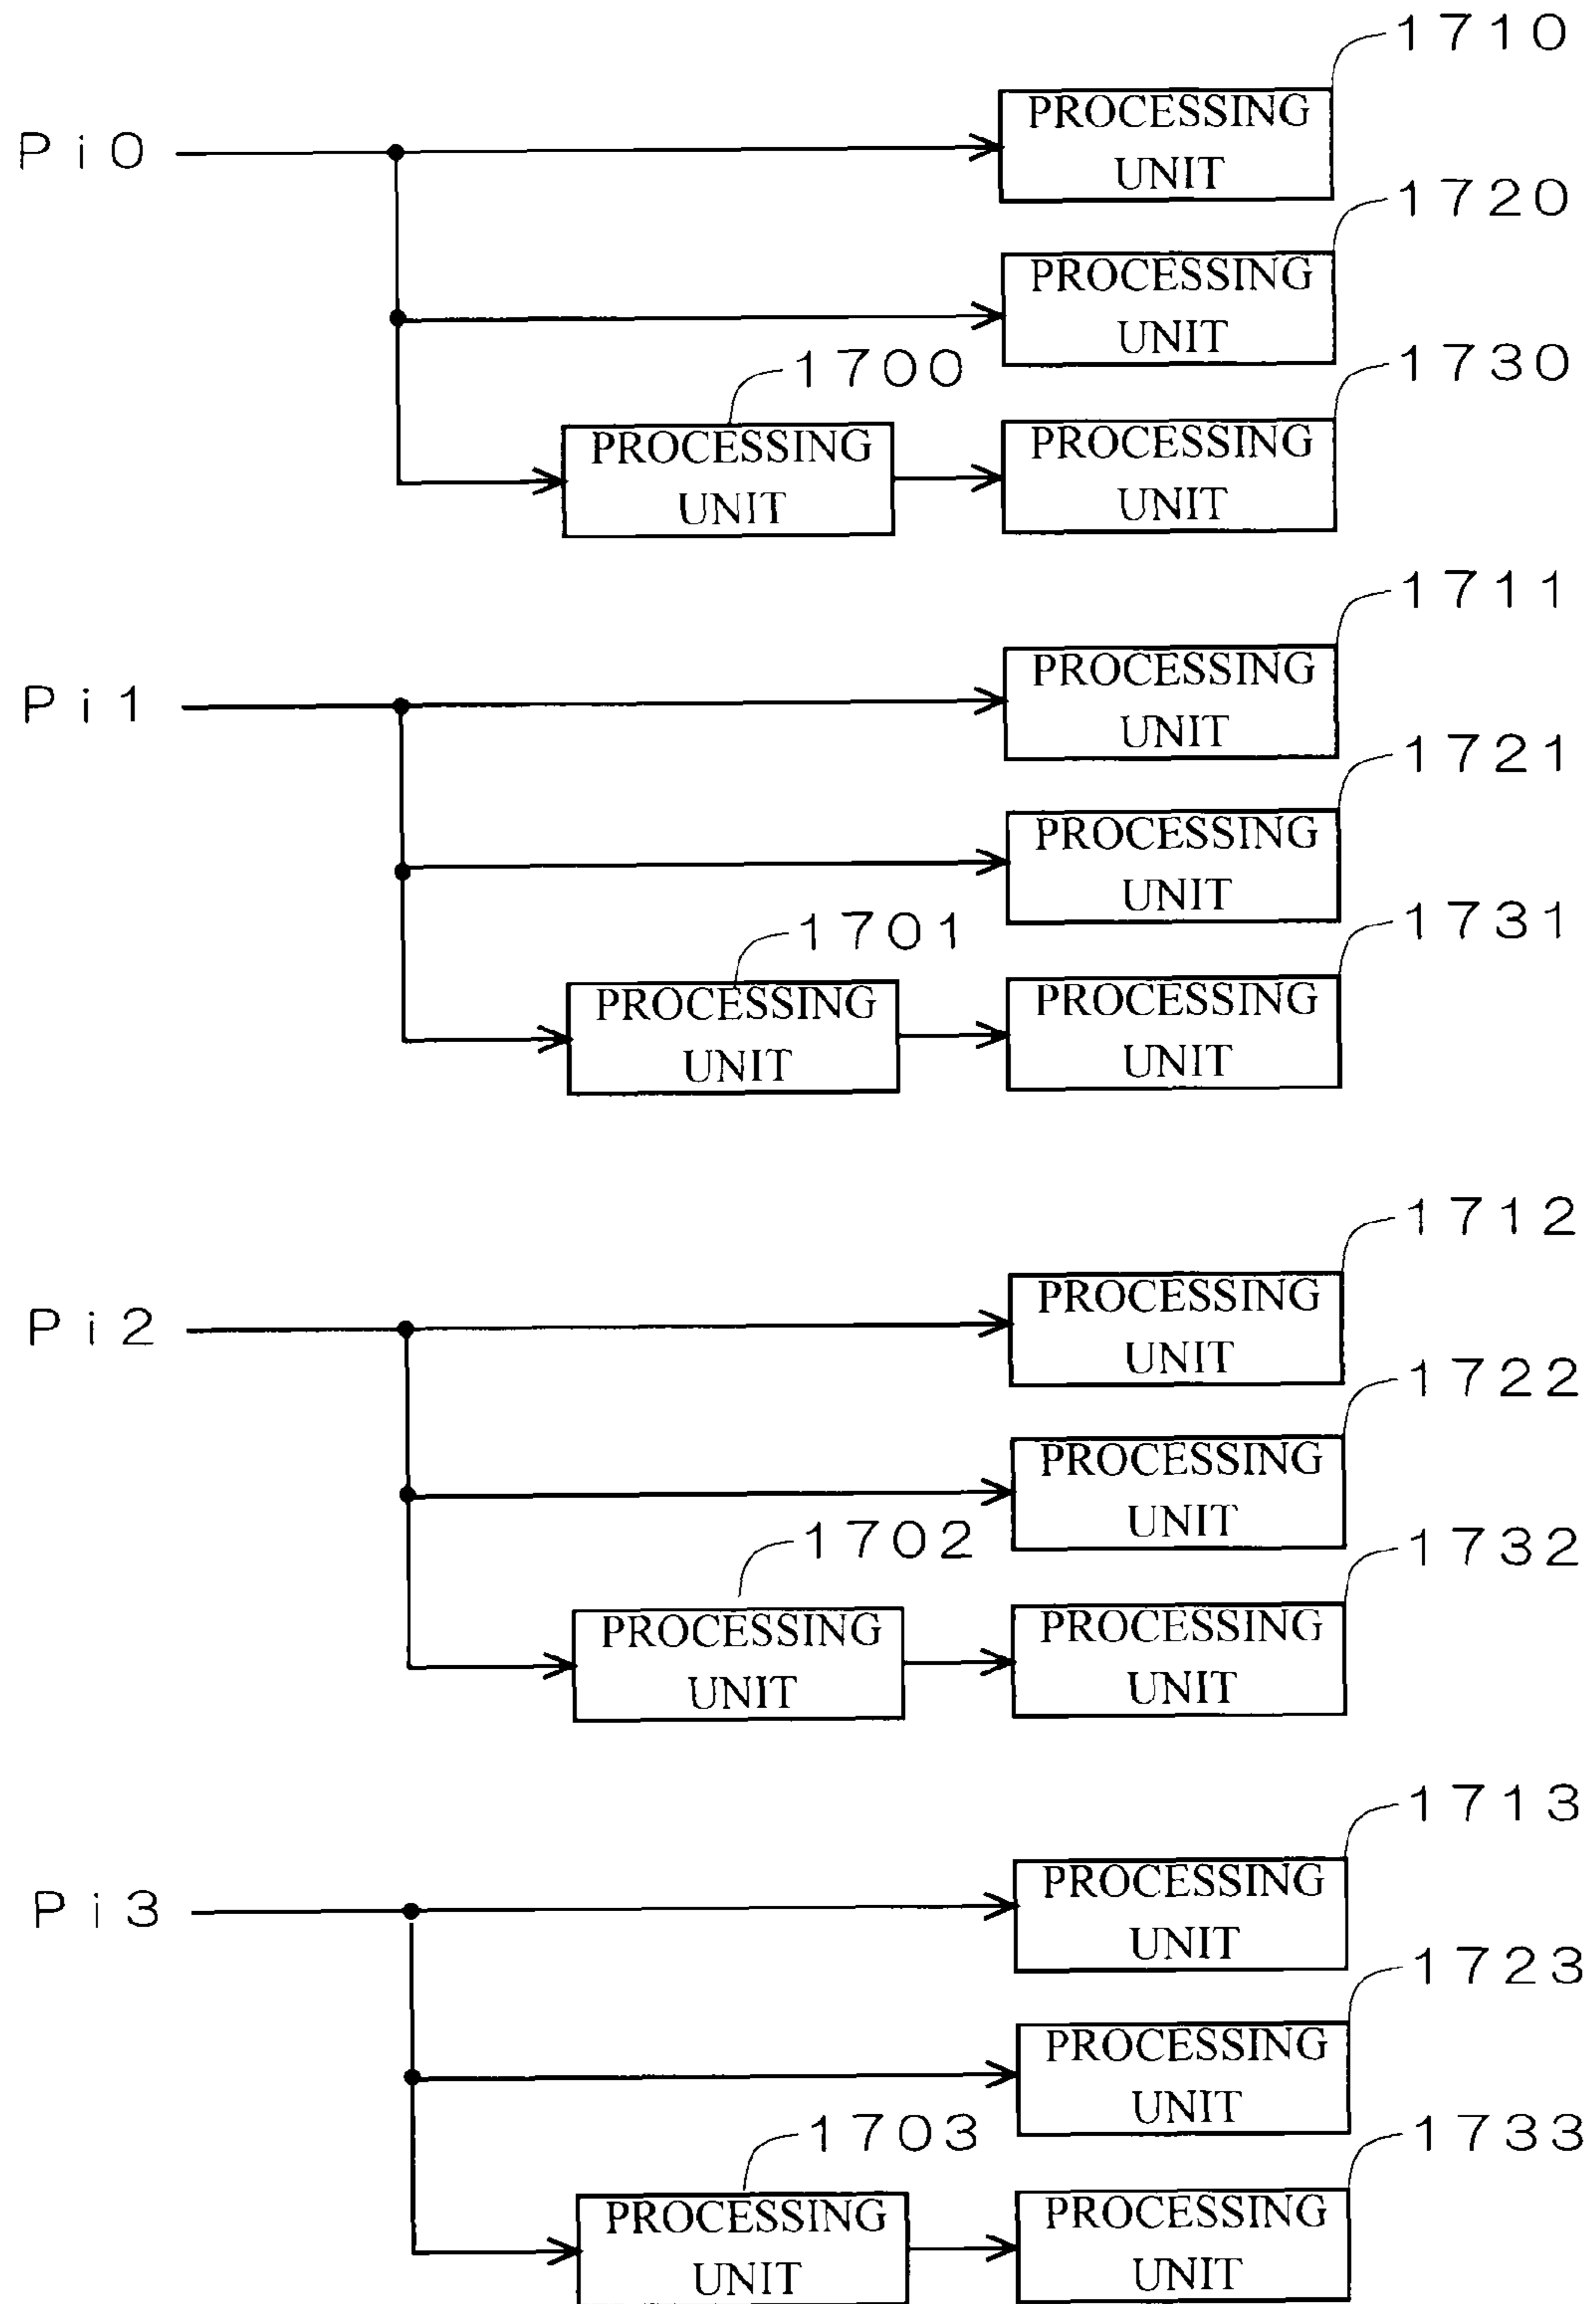 1710
PROCESSING
UNIT
Pi0
1720
PROCESSING
UNIT
1700
1730
PROCESSING
UNIT
PROCESSING
UNIT
1711
PROCESSING
UNIT
Pi1
1721
PROCESSING
UNIT
1701
1731
PROCESSING
UNIT
PROCESSING
UNIT
1712
PROCESSING
UNIT
Pi2
1722
PROCESSING
UNIT
1702
1732
PROCESSING
UNIT
PROCESSING
UNIT
1713
PROCESSING
UNIT
Pi3
1723
PROCESSING
UNIT
1703
1733
PROCESSING
UNIT
PROCESSING
UNIT